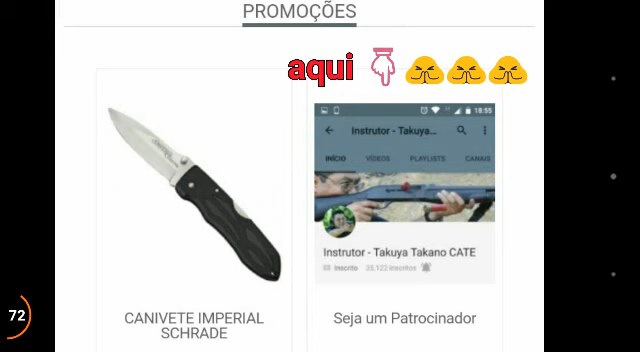 PROMOÇÕES
aqui
18:55
Instrutor - Takuya...
INÍCIO VÍDEOS PLAYLISTS CANAIS
Instrutor - Takuya Takano CATE
Inscrito 35.122 inscritos
72
CANIVETE IMPERIAL
SCHRADE
Seja um Patrocinador